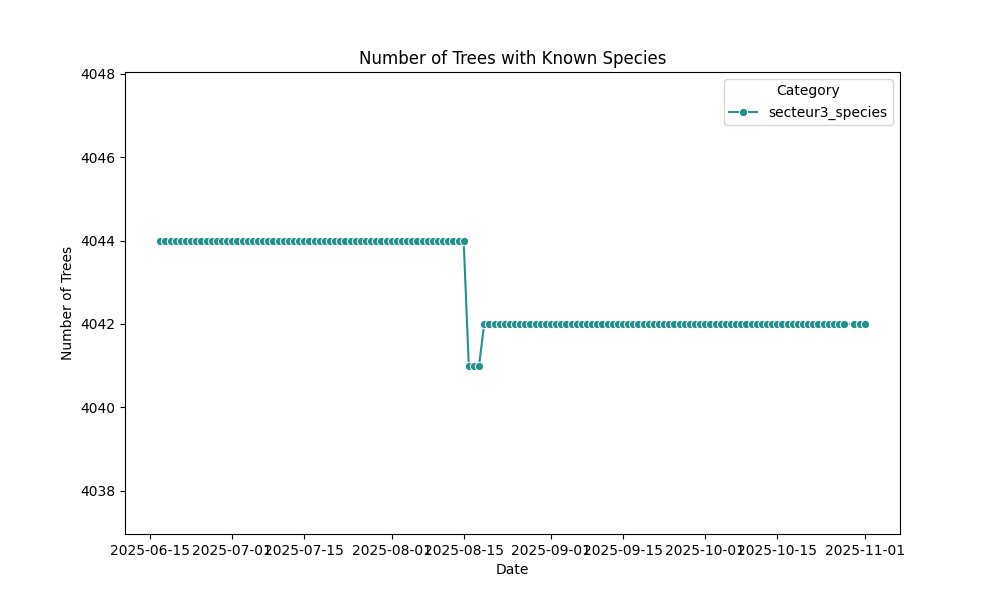 Number of Trees with Known Species
Category
secteur3_species
Number of Trees
4048
4046
4044
4042
4040
4038
2025-06-15 2025-07-01 2025-07-15 2025-08-01 2025-08-15 2025-09-01 2025-09-15 2025-10-01 2025-10-15 2025-11-01
Date